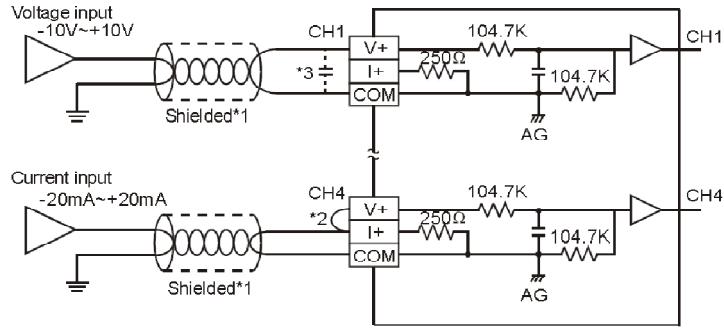 Voltage input
-10V~+10V
CH1
*3
V+
I+
COM
Shielded*1
104.7K
250Ω
104.7K
AG
CH1
Current input
-20mA~+20mA
CH4
*2
V+
I+
COM
Shielded*1
104.7K
250Ω
104.7K
AG
CH4